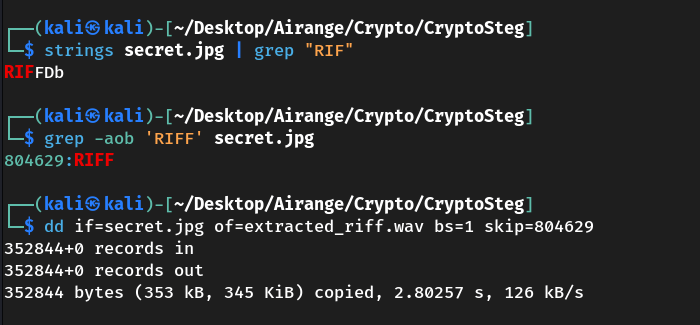 ┌──(kali㉿kali)-[~/Desktop/Airange/Crypto/CryptoSteg]
└─$ strings secret.jpg | grep "RIF"
RIFFDb
┌──(kali㉿kali)-[~/Desktop/Airange/Crypto/CryptoSteg]
└─$ grep -aob 'RIFF' secret.jpg
804629:RIFF
┌──(kali㉿kali)-[~/Desktop/Airange/Crypto/CryptoSteg]
└─$ dd if=secret.jpg of=extracted_riff.wav bs=1 skip=804629
352844+0 records in
352844+0 records out
352844 bytes (353 kB, 345 KiB) copied, 2.80257 s, 126 kB/s